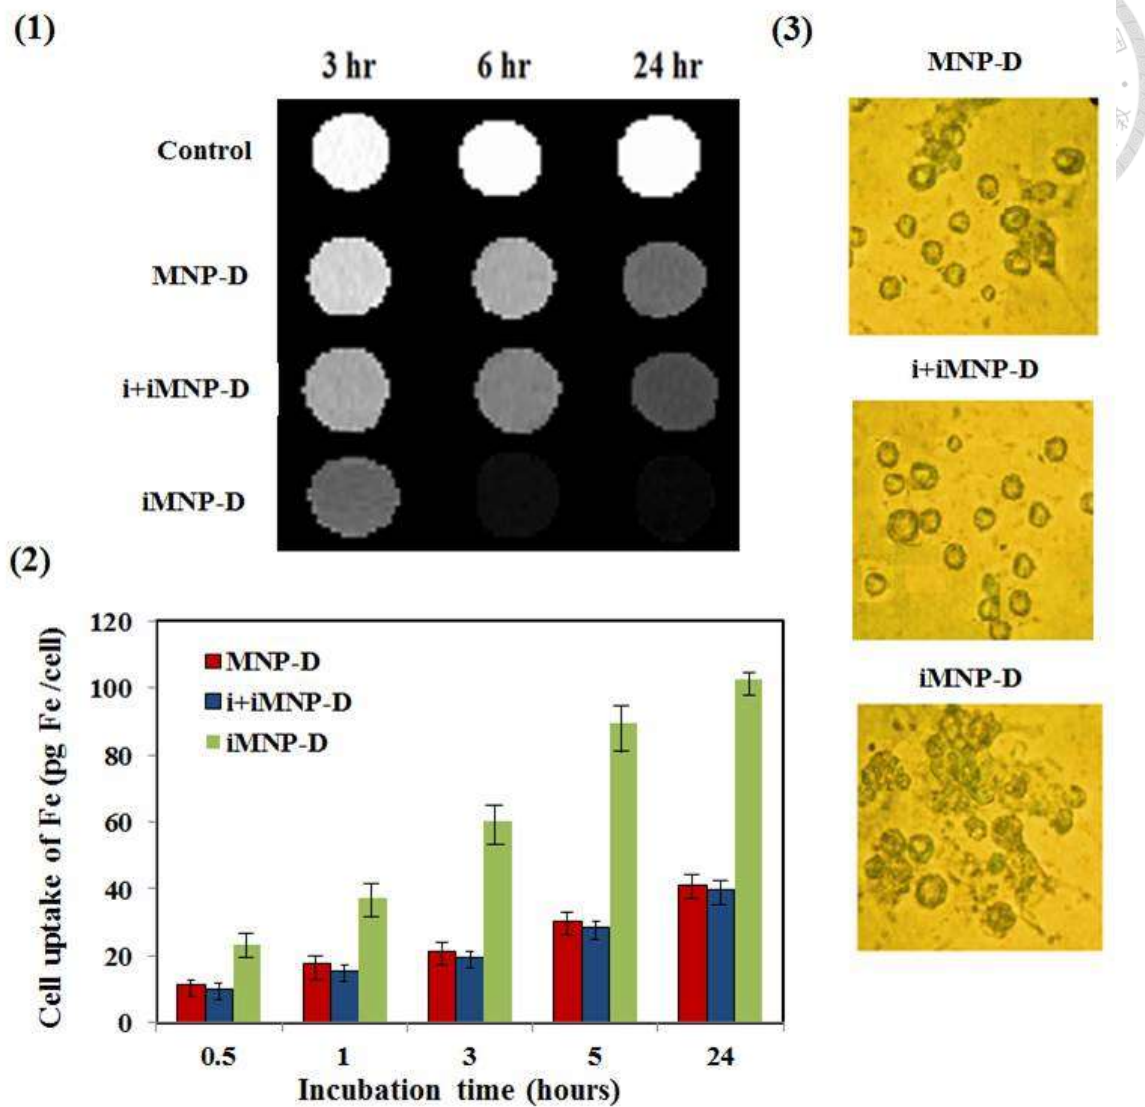 (1)
3 hr 6 hr 24 hr
Control
MNP-D
i+iMNP-D
iMNP-D
(2)
120
100
80
60
40
20
0
Cell uptake of Fe (pg Fe /cell)
MNP-D
i+iMNP-D
iMNP-D
0.5 1 3 5 24
Incubation time (hours)
(3)
MNP-D
i+iMNP-D
iMNP-D